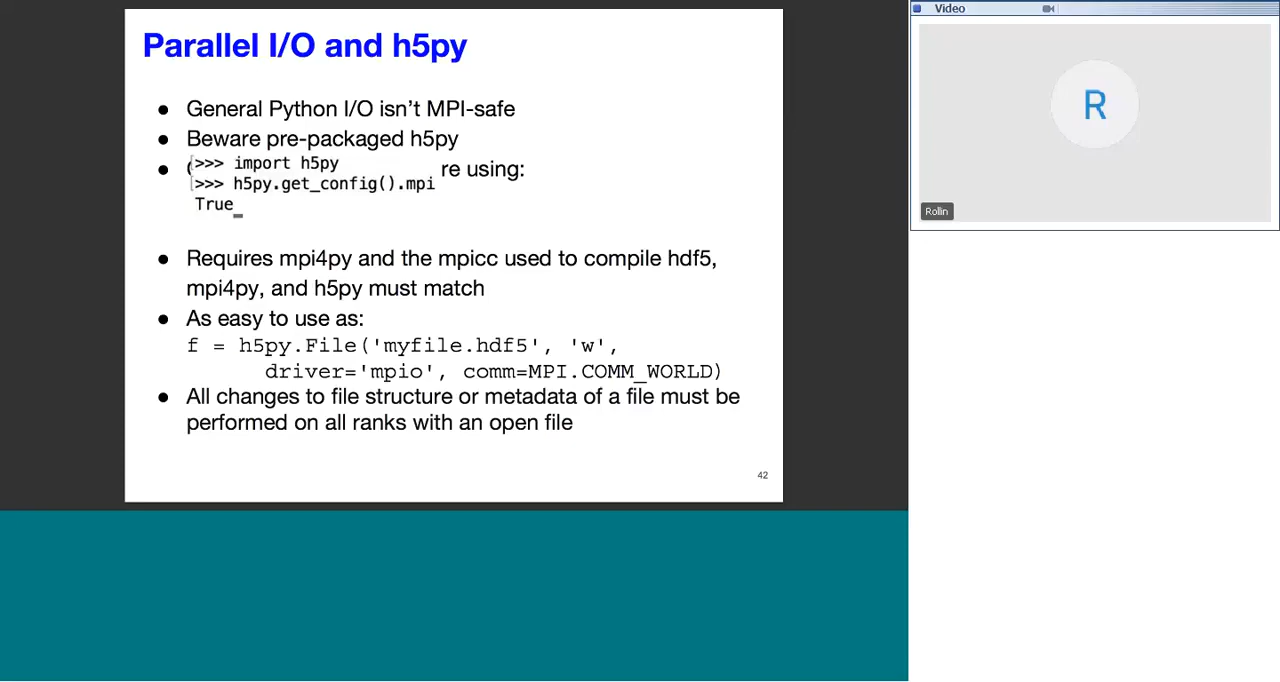 Parallel I/O and h5py
● General Python I/O isn't MPI-safe
● Beware pre-packaged h5py
● re using:
>>> import h5py
>>> h5py.get_config().mpi
True_
● Requires mpi4py and the mpicc used to compile hdf5,
mpi4py, and h5py must match
● As easy to use as:
f = h5py.File('myfile.hdf5', 'w',
driver='mpio', comm=MPI.COMM_WORLD)
● All changes to file structure or metadata of a file must be
performed on all ranks with an open file
42
Video
R
Rollin